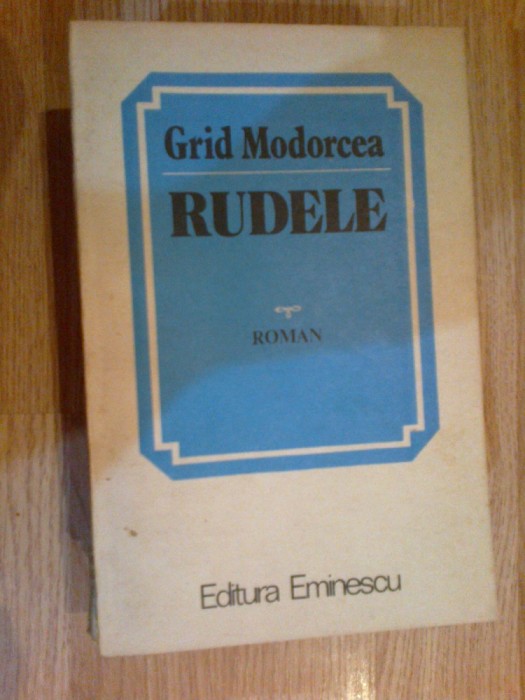 Grid Modorcea
RUDELE
ROMAN
Editura Eminescu